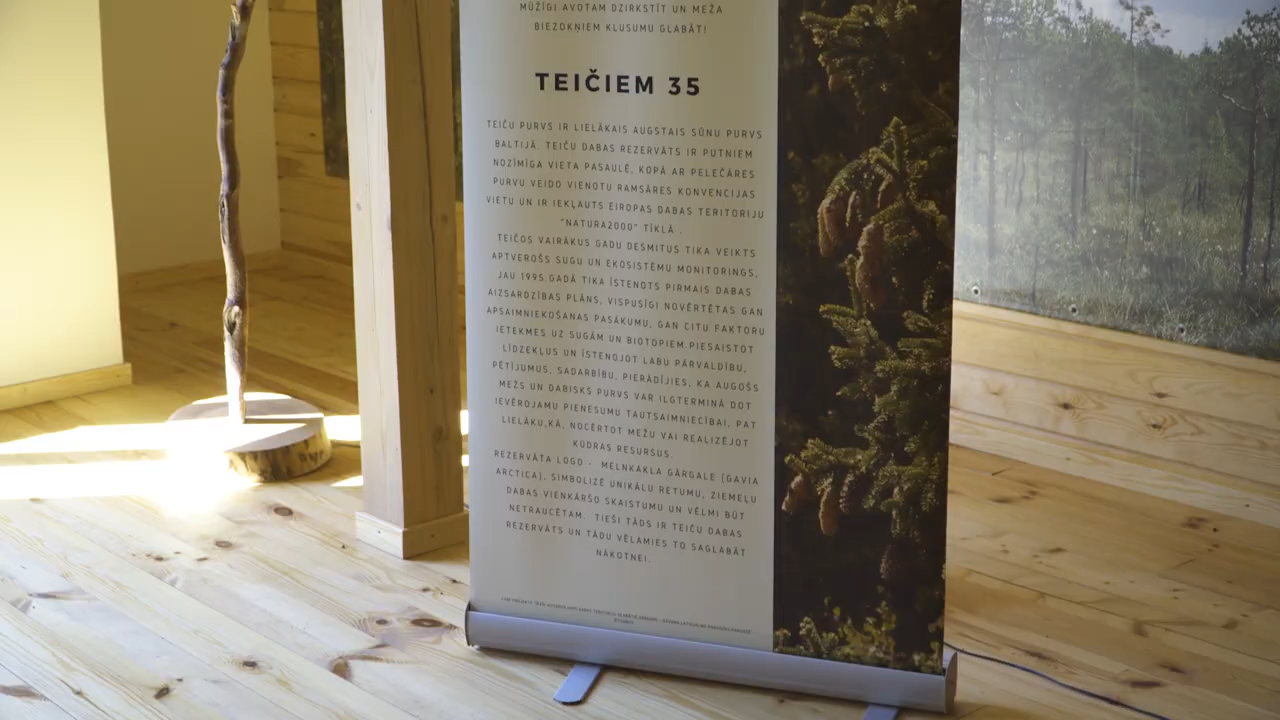 MŪŽĪGI AVOTAM DZIRKSTĪT UN MEŽA
BIEZOKŅIEM KLUSUMU GLABĀT!
TEIČIEM 35
TEIČU PURVS IR LIELĀKAIS AUGSTAIS SŪNU PURVS
BALTIJĀ. TEIČU DABAS REZERVĀTS IR PUTNIEM
NOZĪMĪGA VIETA PASAULĒ, KOPĀ AR PELEČĀRES
PURVU VEIDO VIENOTU RAMSĀRES KONVENCIJAS
VIETU UN IR IEKĻAUTS EIROPAS DABAS TERITORIJU
"NATURA2000" TĪKLĀ .
TEIČOS VAIRĀKUS GADU DESMITUS TIKA VEIKTS
APTVEROŠS SUGU UN EKOSISTĒMU MONITORINGS,
JAU 1995.GADĀ TIKA ĪSTENOTS PIRMAIS DABAS
AIZSARDZĪBAS PLĀNS, VISPUSĪGI NOVĒRTĒTAS GAN
APSAIMNIEKOŠANAS PASĀKUMU, GAN CITU FAKTORU
IETEKMES UZ SUGĀM UN BIOTOPIEM PIESAISTOT
LĪDZEKĻUS UN ĪSTENOJOT LABU PĀRVALDĪBU,
PĒTĪJUMUS, SADARBĪBU, PIERĀDĪJIES, KA AUGOŠS
MEŽS UN DABISKS PURVS VAR ILGTERMIŅĀ DOT
IEVĒROJAMU PIENESUMU TAUTSAIMNIECĪBAI, PAT
LIELĀKU,KĀ, NOCĒRTOT MEŽU VAI REALIZĒJOT
KŪDRAS RESURSUS
REZERVĀTA LOGO - MELNKAKLA GĀRGALE (GAVIA
ARCTICA), SIMBOLIZĒ UNIKĀLU RETUMU, ZIEMEĻU
DABAS VIENKĀRŠO SKAISTUMU UN VĒLMI BŪT
NETRAUCĒTAM. TIEŠI TĀDS IR TEIČU DABAS
REZERVĀTS UN TĀDU VĒLAMIES TO SAGLABĀT
NĀKOTNEI.